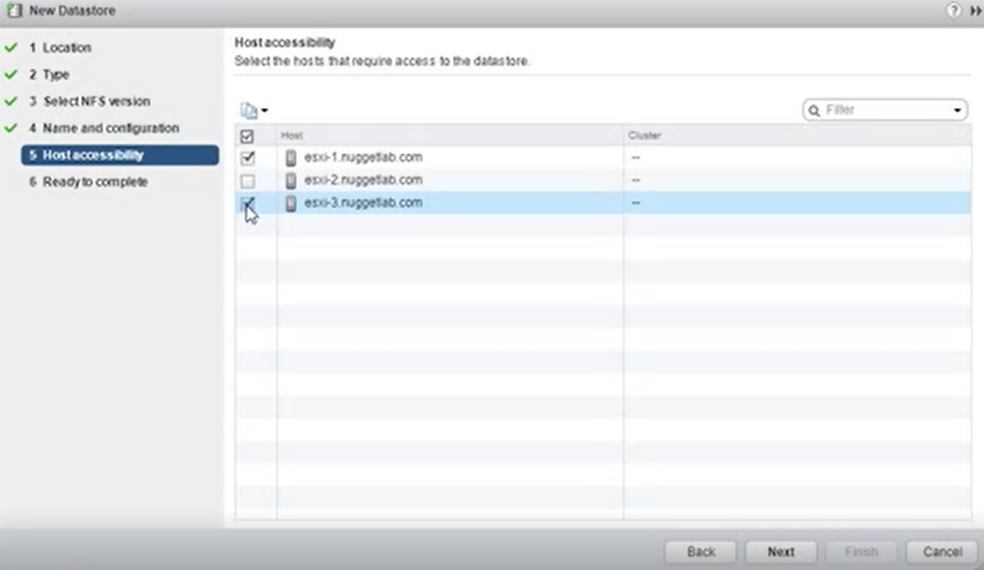 New Datastore
?
1 Location
2 Type
3 Select NFS version
4 Name and configuration
5 Host accessibility
6 Ready to complete
Host accessibility
Select the hosts that require access to the datastore.
Filter
Host Cluster
esxi-1.nuggetlab.com --
esxi-2.nuggetlab.com --
esxi-3.nuggetlab.com --
Back Next Finish Cancel